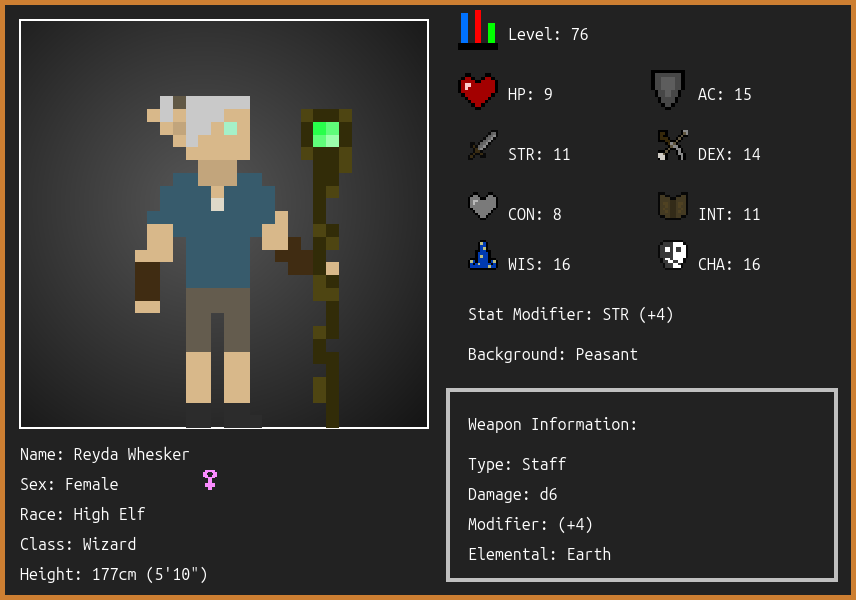 Level: 76
HP: 9
AC: 15
STR: 11
DEX: 14
CON: 8
INT: 11
WIS: 16
CHA: 16
Stat Modifier: STR (+4)
Background: Peasant
Weapon Information:
Type: Staff
Damage: d6
Modifier: (+4)
Elemental: Earth
Name: Reyda Whesker
Sex: Female
Race: High Elf
Class: Wizard
Height: 177cm (5'10")